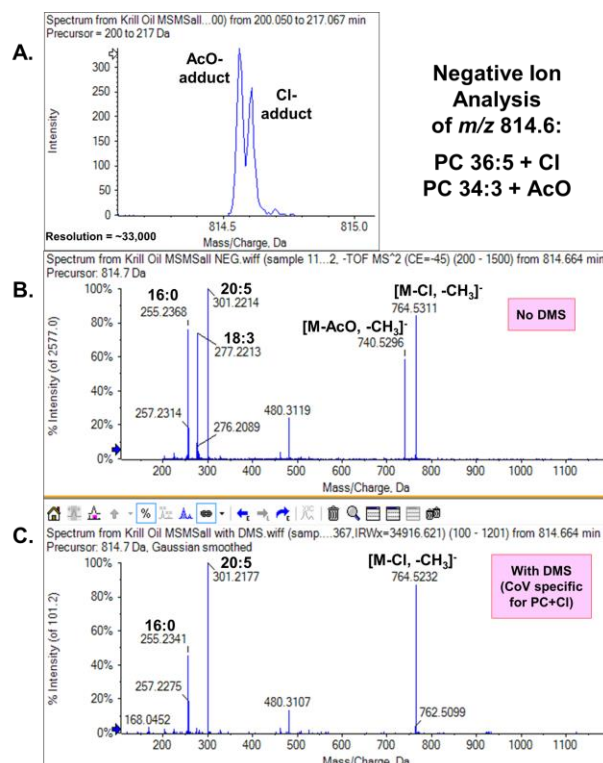 Spectrum from Krill Oil MSMSall...00) from 200.050 to 217.067 min
Precursor = 200 to 217 Da
A.
AcO-
adduct
Cl-
adduct
300
250
200
150
100
50
0
Intensity
814.5
815.0
Resolution = ~33,000
Mass/Charge, Da
Negative Ion
Analysis
of m/z 814.6:
PC 36:5 + Cl
PC 34:3 + AcO
Spectrum from Krill Oil MSMSall NEG.wiff (sample 11...2, -TOF MS^2 (CE=-45) (200 - 1500) from 814.664 min
Precursor: 814.7 Da
B.
100%
80%
60%
40%
20%
0%
% Intensity (of 2577.0)
16:0
255.2368
20:5
301.2214
18:3
277.2213
257.2314
276.2089
480.3119
[M-AcO, -CH₃]⁻
740.5296
[M-Cl, -CH₃]⁻
764.5311
No DMS
200 300 400 500 600 700 800 900 1000 1100
Mass/Charge, Da
%
C.
Spectrum from Krill Oil MSMSall with DMS.wiff (samp....367,IRWx=34916.621) (100 - 1201) from 814.664 min
Precursor: 814.7 Da, Gaussian smoothed
100%
80%
60%
40%
20%
0%
% Intensity (of 101.2)
20:5
301.2177
16:0
255.2341
257.2275
168.0452
480.3107
[M-Cl, -CH₃]⁻
764.5232
762.5099
With DMS
(CoV specific
for PC+Cl)
200 300 400 500 600 700 800 900 1000 1100
Mass/Charge, Da